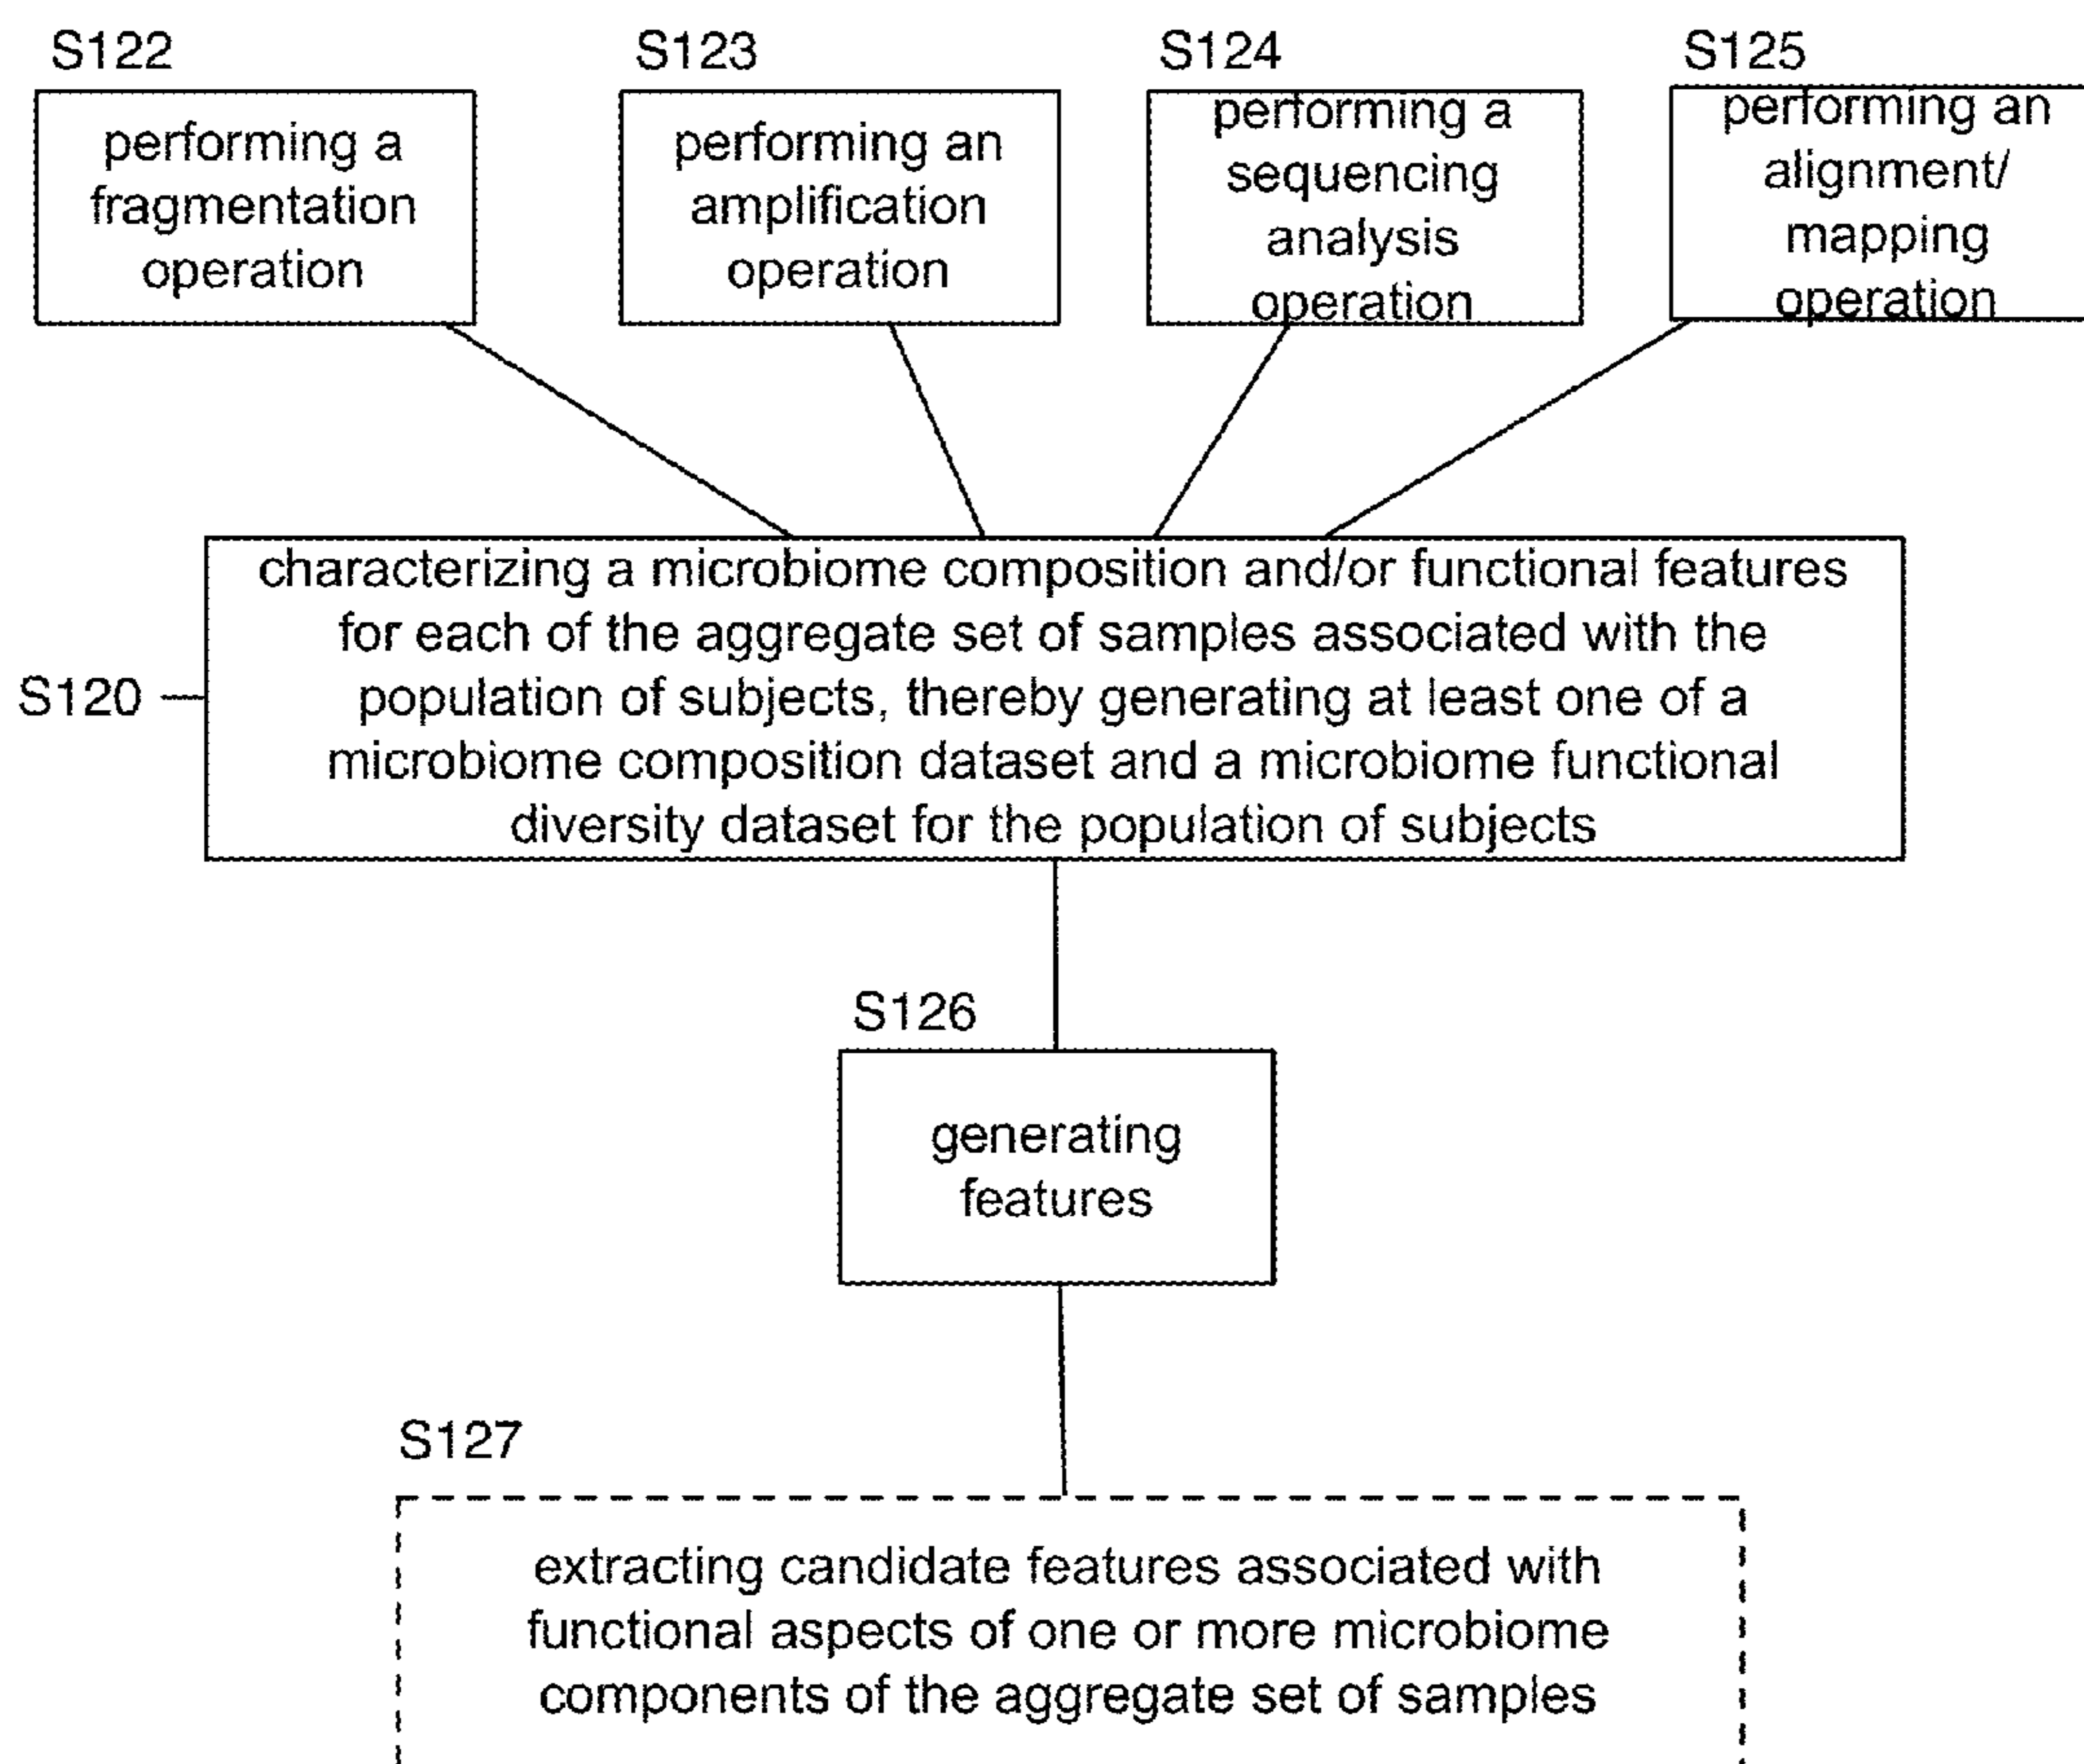 S122
performing a
fragmentation
operation
S123
performing an
amplification
operation
S124
performing a
sequencing
analysis
operation
S125
performing an
alignment/
mapping
operation
S120
characterizing a microbiome composition and/or functional features
for each of the aggregate set of samples associated with the
population of subjects, thereby generating at least one of a
microbiome composition dataset and a microbiome functional
diversity dataset for the population of subjects
S126
generating
features
S127
extracting candidate features associated with
functional aspects of one or more microbiome
components of the aggregate set of samples